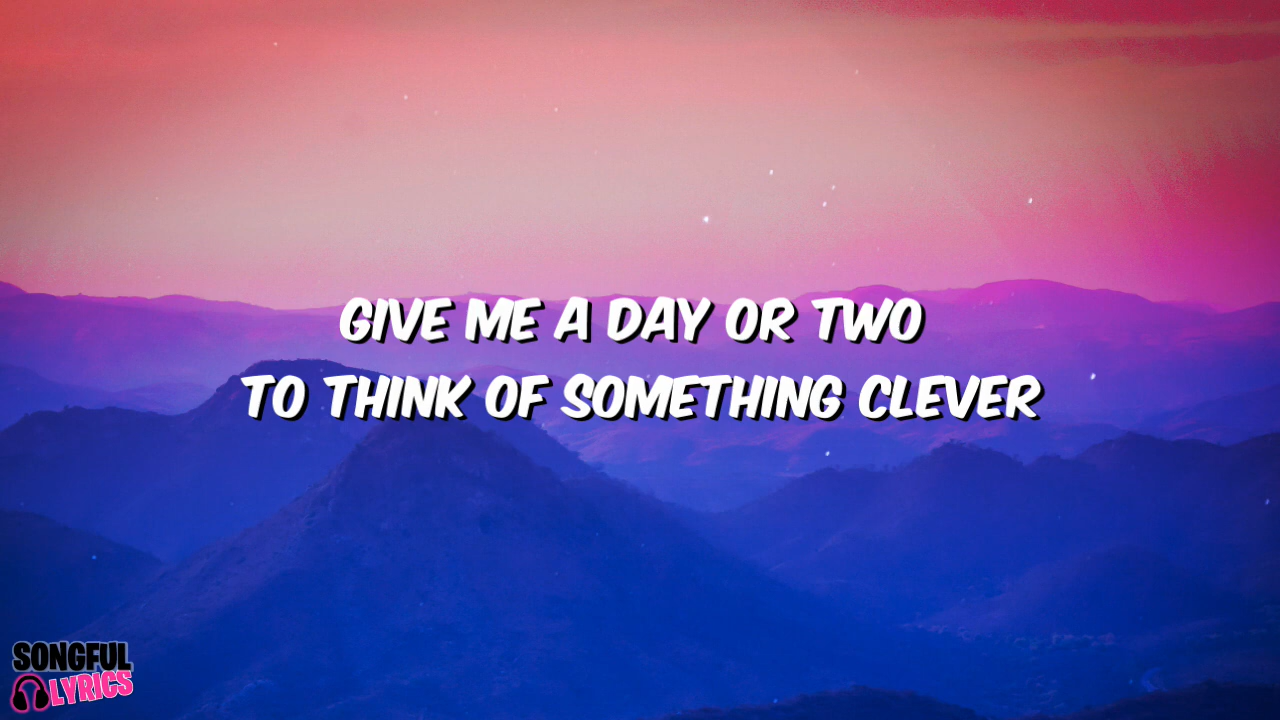 GIVE ME A DAY OR TWO
TO THINK OF SOMETHING CLEVER
SONGFUL
LYRICS